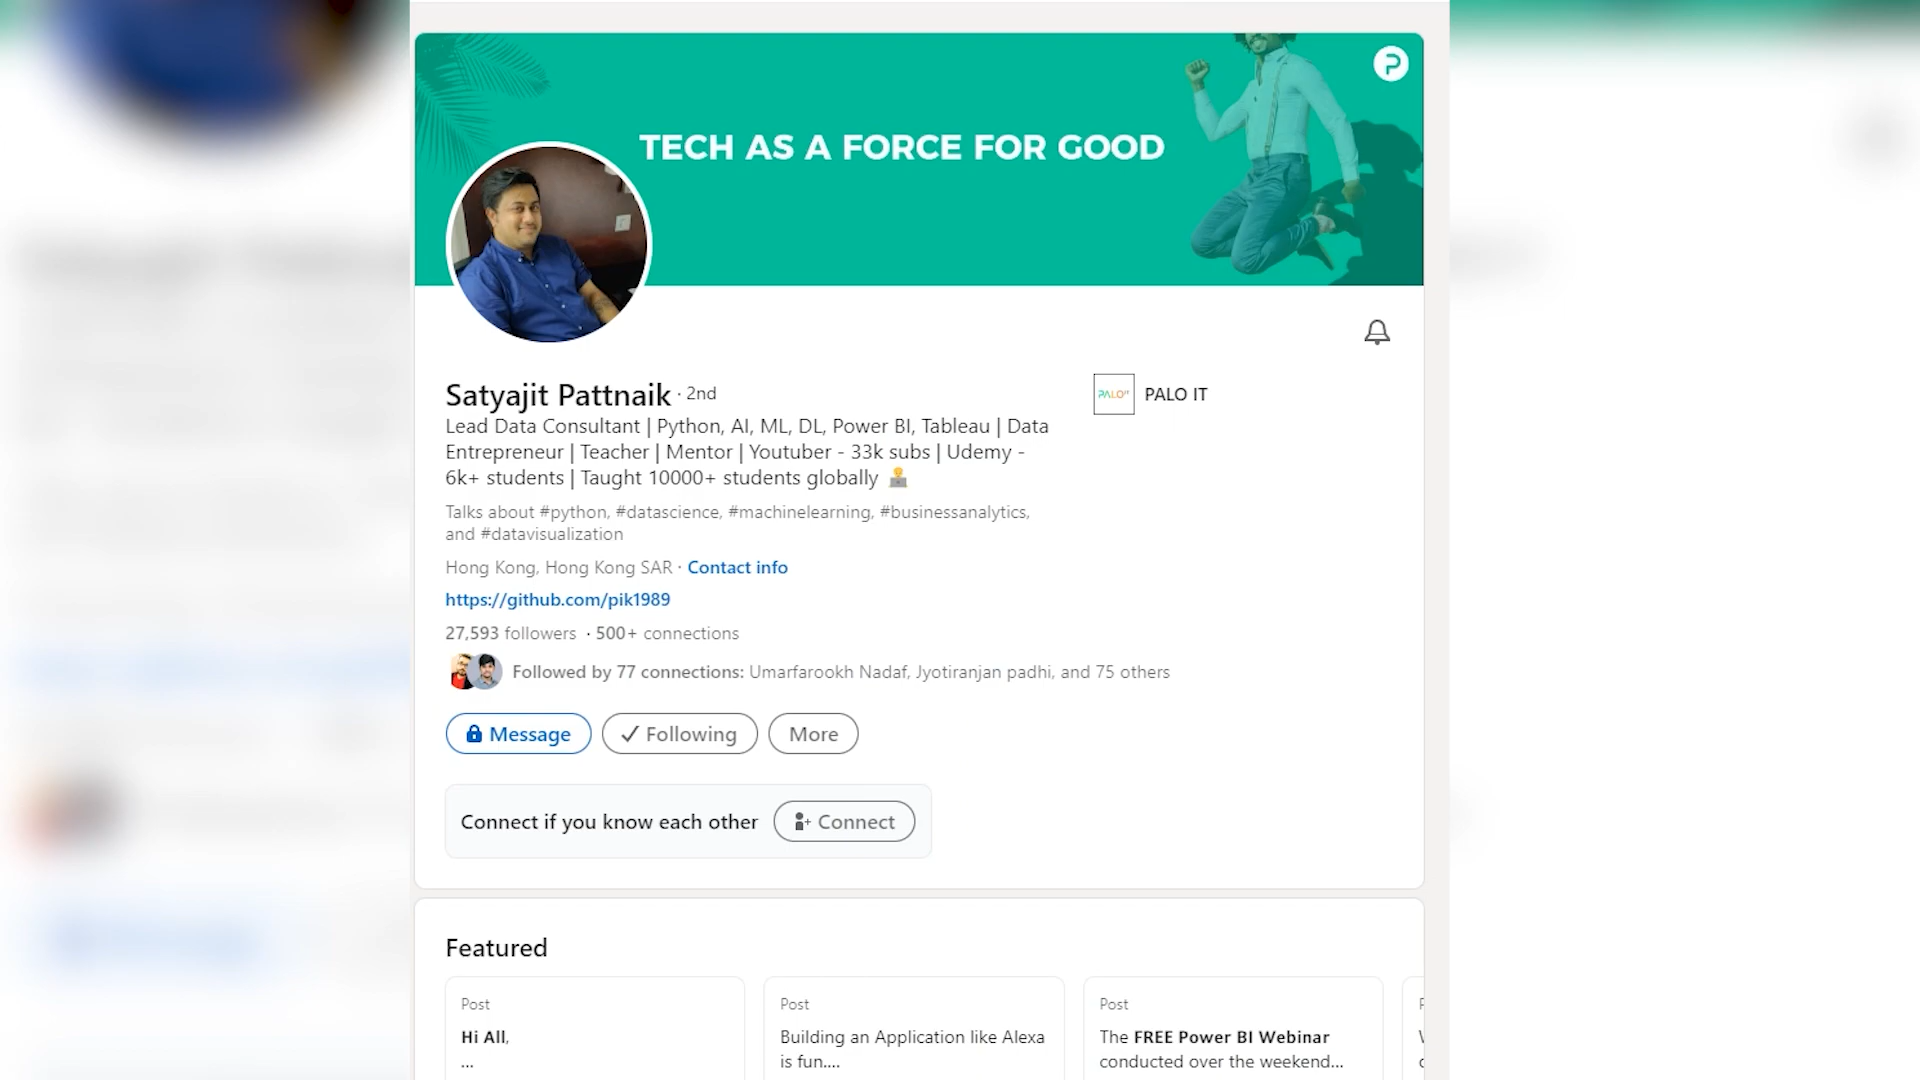 TECH AS A FORCE FOR GOOD
Satyajit Pattnaik · 2nd
PALO IT
PALO IT
Lead Data Consultant | Python, AI, ML, DL, Power BI, Tableau | Data
Entrepreneur | Teacher | Mentor | Youtuber - 33k subs | Udemy -
6k+ students | Taught 10000+ students globally
Talks about #python, #datascience, #machinelearning, #businessanalytics,
and #datavisualization
Hong Kong, Hong Kong SAR · Contact info
https://github.com/pik1989
27,593 followers · 500+ connections
Followed by 77 connections: Umarfarookh Nadaf, Jyotiranjan padhi, and 75 others
Message
Following
More
Connect if you know each other
Connect
Featured
Post
Hi All,
...
Post
Building an Application like Alexa
is fun....
Post
The FREE Power BI Webinar
conducted over the weekend...